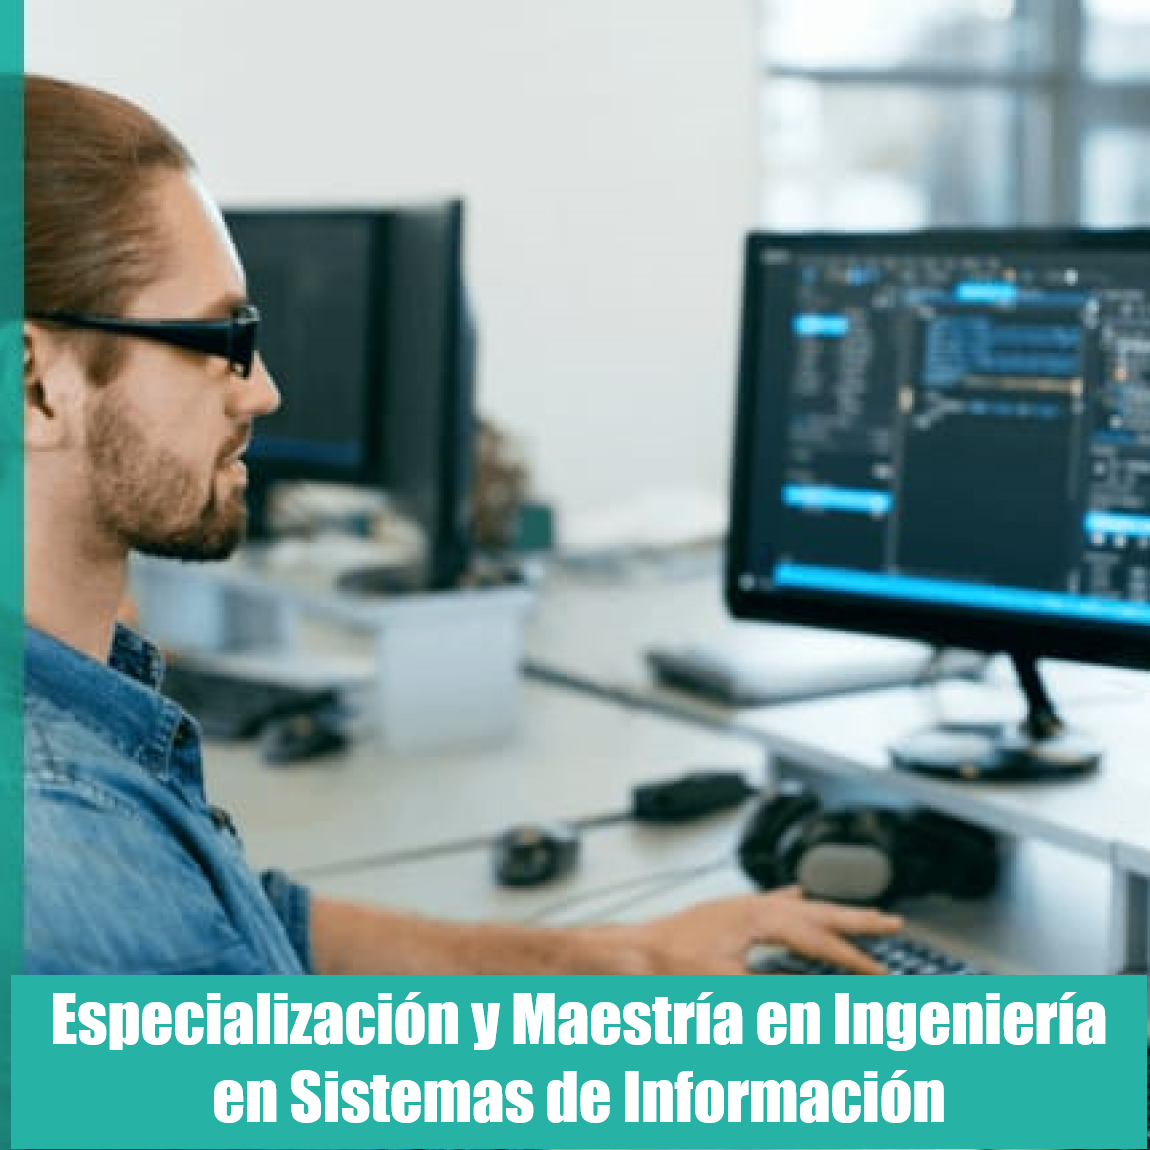 Especialización y Maestría en Ingeniería
en Sistemas de Información